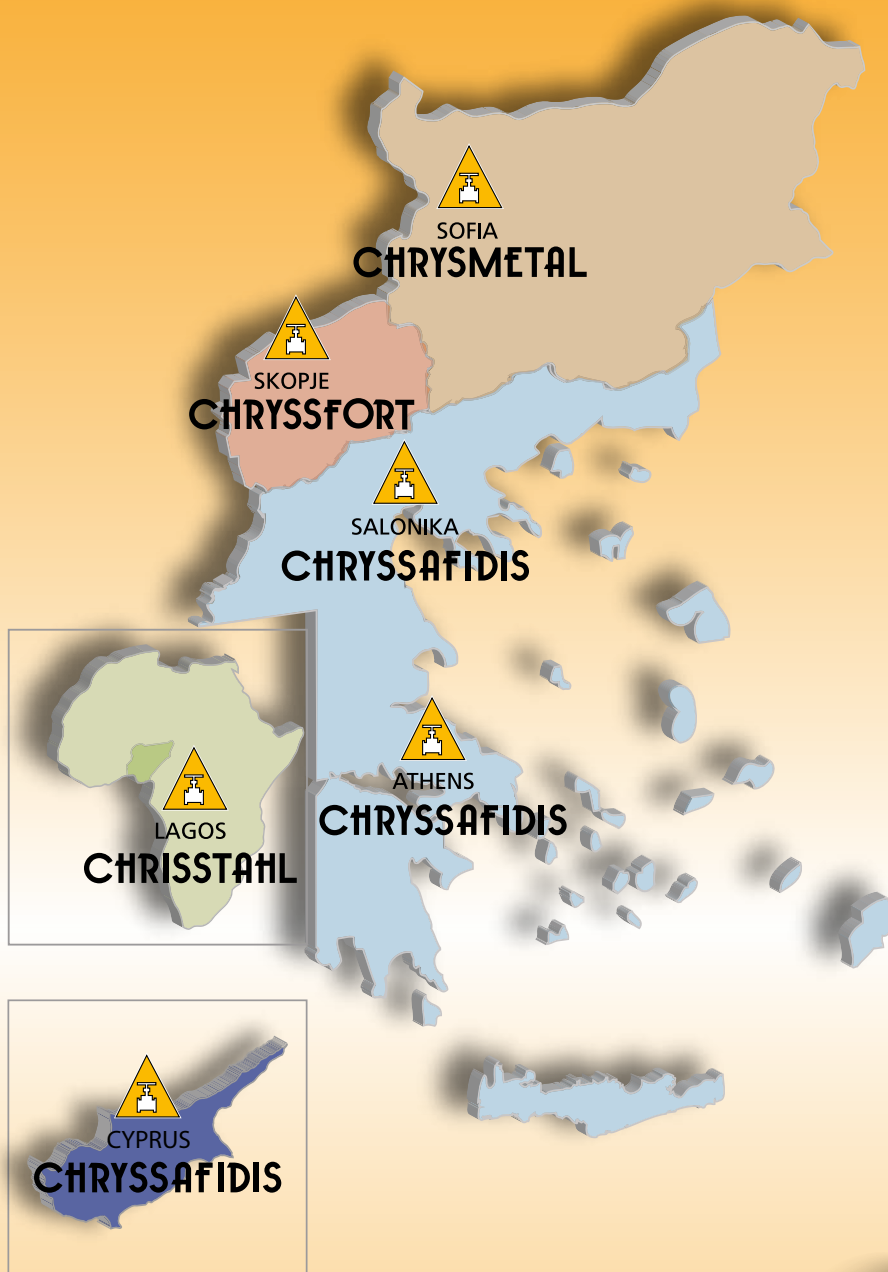 SOFIA
CHRYSMETAL
SKOPJE
CHRYSSFORT
SALONIKA
CHRYSSAFIDIS
ATHENS
CHRYSSAFIDIS
LAGOS
CHRISSTAHL
CYPRUS
CHRYSSAFIDIS